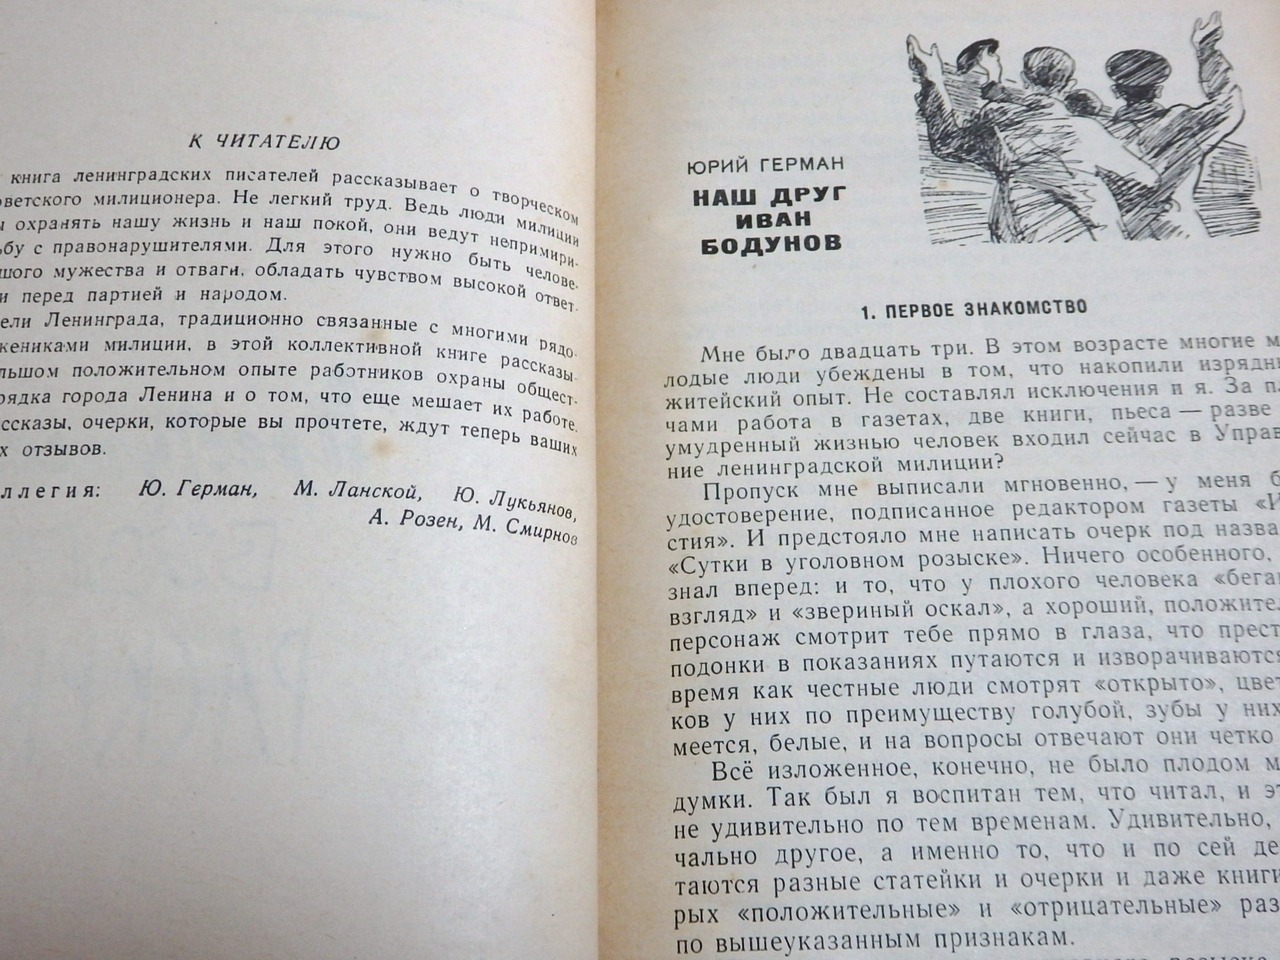 К ЧИТАТЕЛЮ
книга ленинградских писателей рассказывает о творческом
оветского милиционера. Не легкий труд. Ведь люди милиции
ы охранять нашу жизнь и наш покой, они ведут непримири-
ьбу с правонарушителями. Для этого нужно быть челове-
шого мужества и отваги, обладать чувством высокой ответ-
и перед партией и народом.
ели Ленинграда, традиционно связанные с многими рядо-
жениками милиции, в этой коллективной книге рассказы-
льшом положительном опыте работников охраны общест-
рядка города Ленина и о том, что еще мешает их работе.
ссказы, очерки, которые вы прочтете, ждут теперь ваших
х отзывов.
ллегия: Ю. Герман, М. Ланской, Ю. Лукьянов,
А. Розен, М. Смирнов
ЮРИЙ ГЕРМАН
НАШ ДРУГ
ИВАН
БОДУНОВ
1. ПЕРВОЕ ЗНАКОМСТВО
Мне было двадцать три. В этом возрасте многие м
лодые люди убеждены в том, что накопили изрядн
житейский опыт. Не составлял исключения и я. За п
чами работа в газетах, две книги, пьеса — разве
умудренный жизнью человек входил сейчас в Управ
ние ленинградской милиции?
Пропуск мне выписали мгновенно, — у меня б
удостоверение, подписанное редактором газеты «И
стия». И предстояло мне написать очерк под назва
«Сутки в уголовном розыске». Ничего особенного,
знал вперед: и то, что у плохого человека «бега
взгляд» и «звериный оскал», а хороший, положите
персонаж смотрит тебе прямо в глаза, что прест
подонки в показаниях путаются и изворачиваются
время как честные люди смотрят «открыто», цвет
ков у них по преимуществу голубой, зубы у них
меется, белые, и на вопросы отвечают они четко
Всё изложенное, конечно, не было плодом м
думки. Так был я воспитан тем, что читал, и эт
не удивительно по тем временам. Удивительно,
чально другое, а именно то, что и по сей де
таются разные статейки и очерки и даже книги
рых «положительные» и «отрицательные» раз
по вышеуказанным признакам.